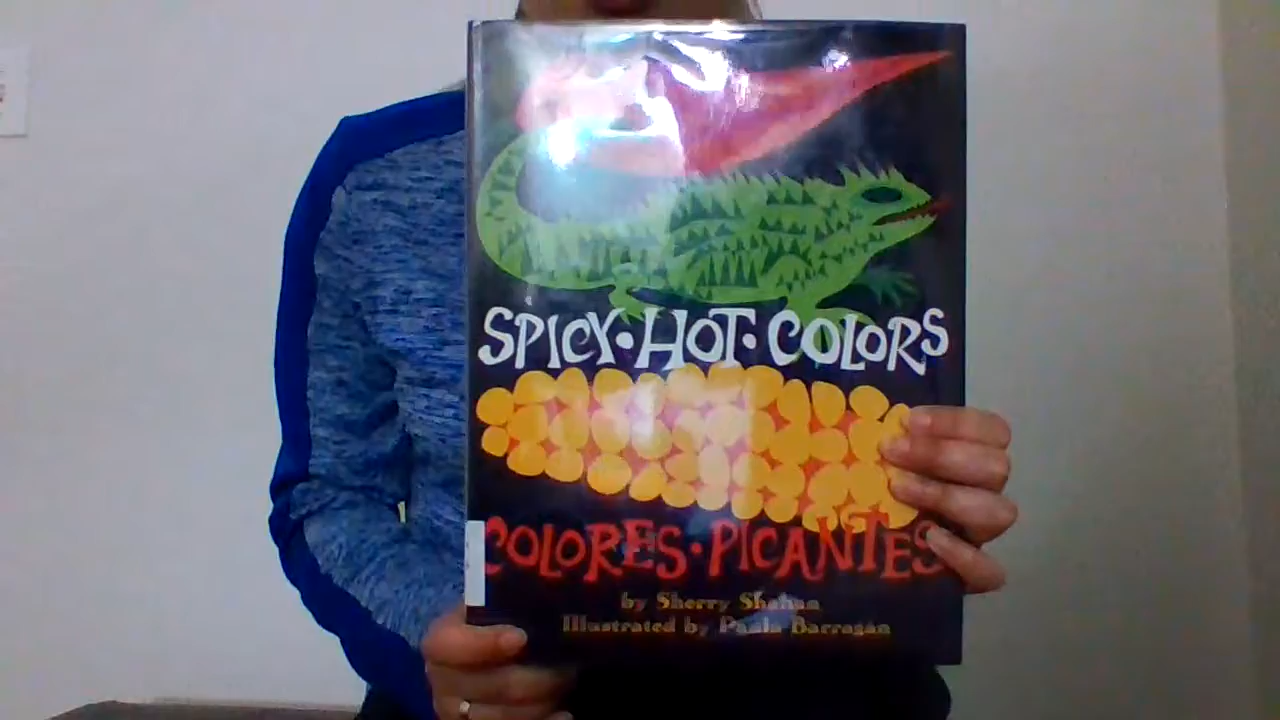 SPICY·HOT·COLORS
COLORES·PICANTES
by Sherry Shahan
Illustrated by Paula Barragán